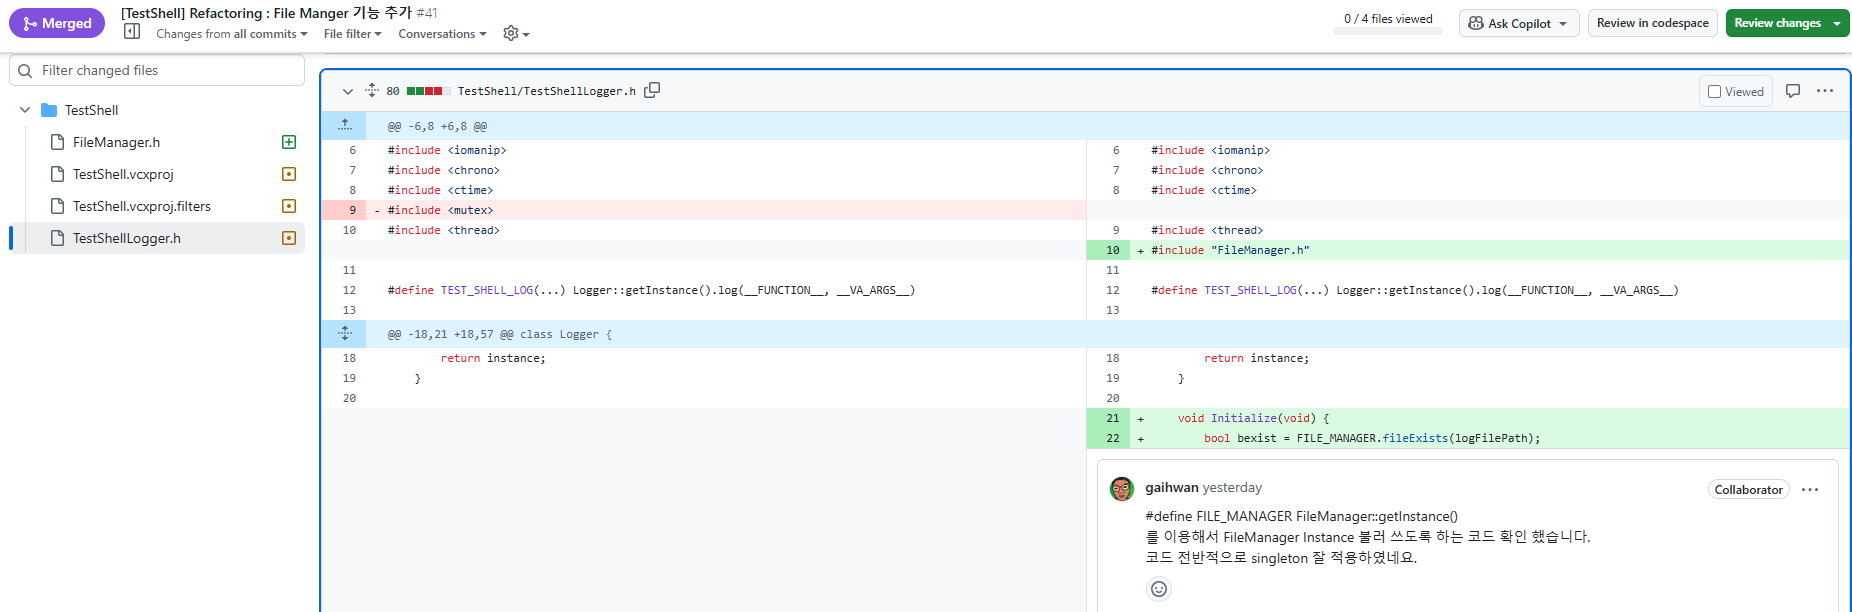 Merged
[TestShell] Refactoring : File Manger 기능 추가 #41
Changes from all commits File filter Conversations
0 / 4 files viewed
Ask Copilot
Review in codespace
Review changes
Filter changed files
TestShell
FileManager.h
TestShell.vcxproj
TestShell.vcxproj.filters
TestShellLogger.h
80 TestShell/TestShellLogger.h
Viewed
@@ -6,8 +6,8 @@
6 #include <iomanip> 6 #include <iomanip>
7 #include <chrono> 7 #include <chrono>
8 #include <ctime> 8 #include <ctime>
9 - #include <mutex>
10 #include <thread> 9 #include <thread>
10 + #include "FileManager.h"
11 11
12 #define TEST_SHELL_LOG(...) Logger::getInstance().log(__FUNCTION__, __VA_ARGS__) 12 #define TEST_SHELL_LOG(...) Logger::getInstance().log(__FUNCTION__, __VA_ARGS__)
13 13
@@ -18,21 +18,57 @@ class Logger {
18 return instance; 18 return instance;
19 } 19 }
20 20
21 + void Initialize(void) {
22 + bool bexist = FILE_MANAGER.fileExists(logFilePath);
gaihwan yesterday
Collaborator
#define FILE_MANAGER FileManager::getInstance()
를 이용해서 FileManager Instance 불러 쓰도록 하는 코드 확인 했습니다.
코드 전반적으로 singleton 잘 적용하였네요.